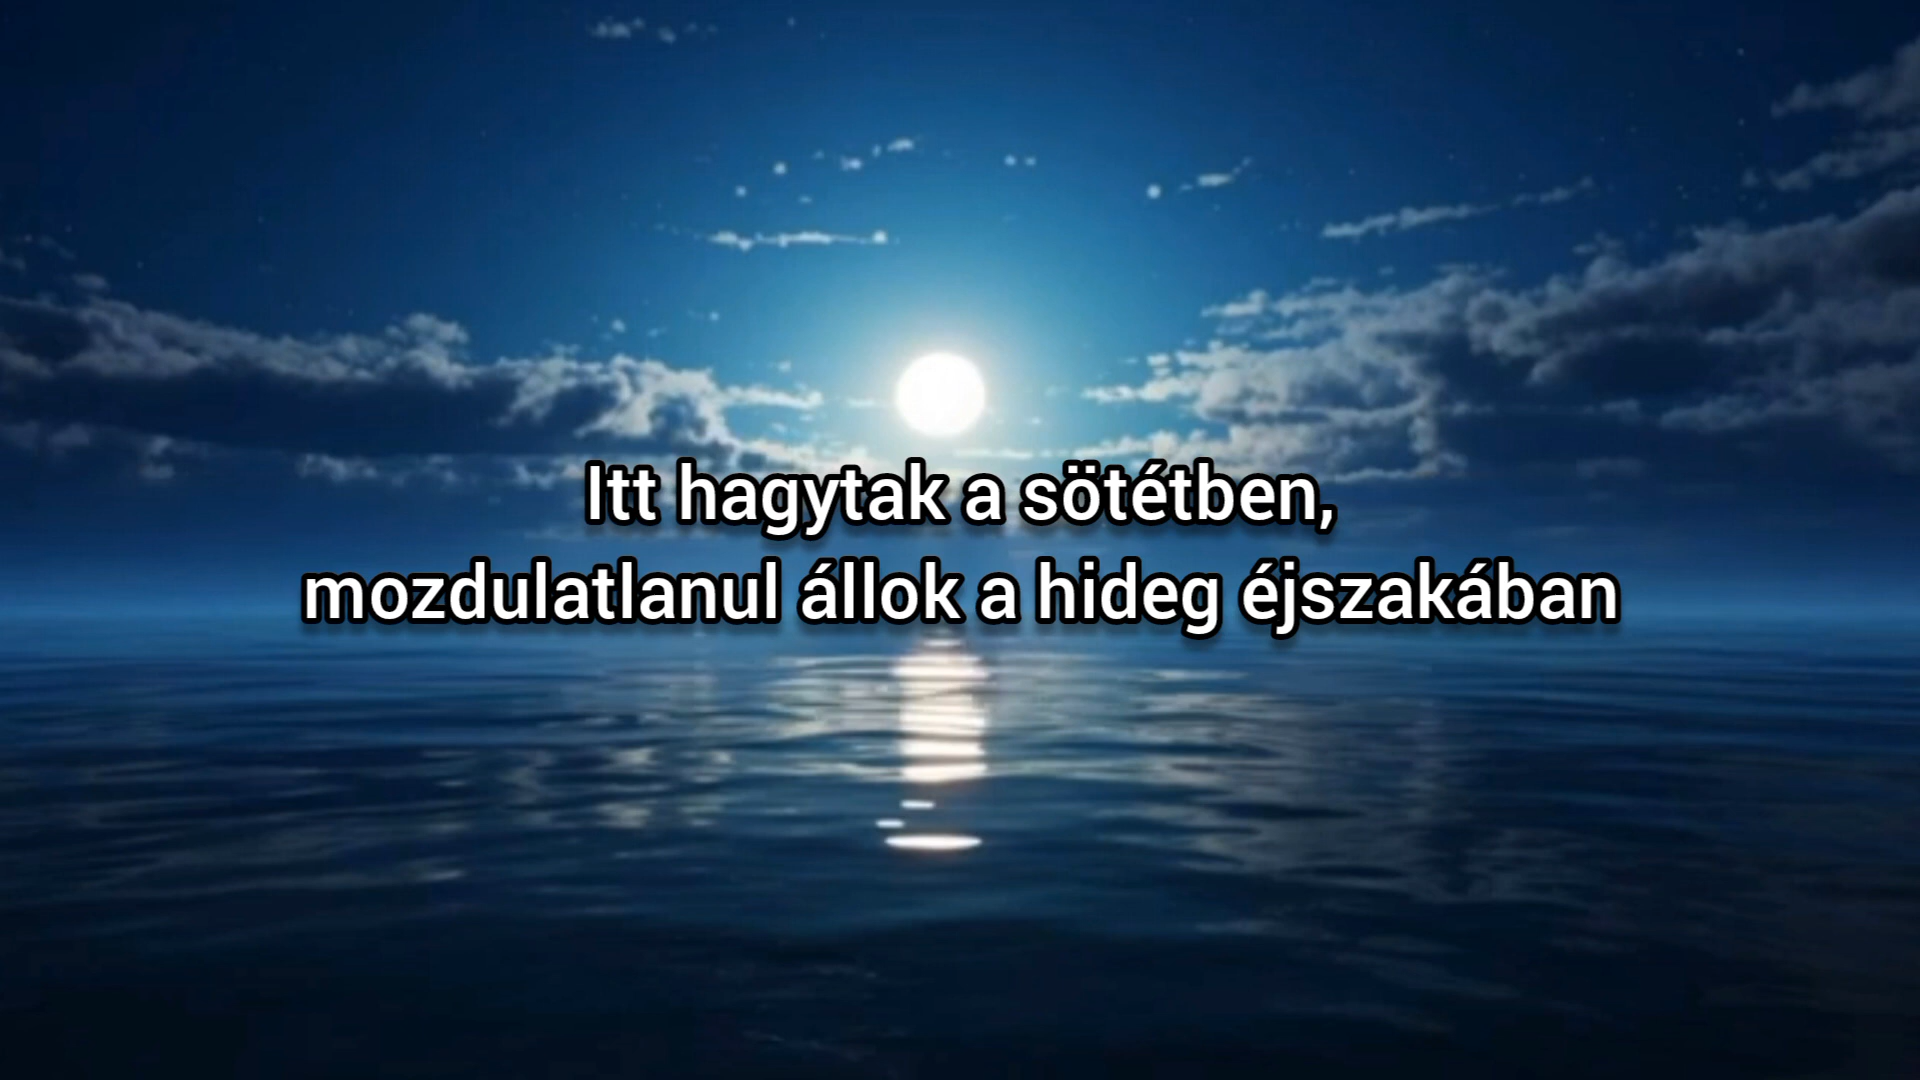 Itt hagytak a sötétben,
mozdulatlanul állok a hideg éjszakában